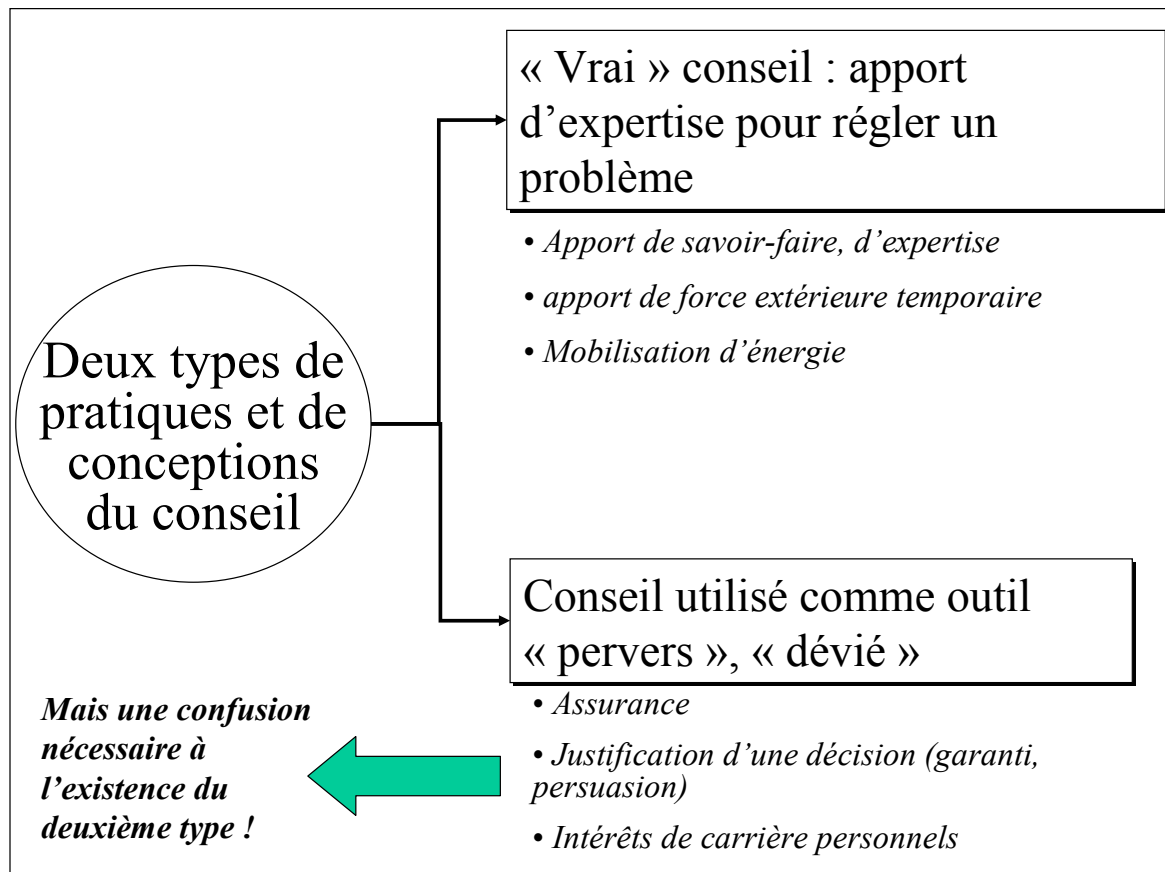 Deux types de
pratiques et de
conceptions
du conseil
« Vrai » conseil : apport
d’expertise pour régler un
problème
• Apport de savoir-faire, d’expertise
• apport de force extérieure temporaire
• Mobilisation d’énergie
Conseil utilisé comme outil
« pervers », « dévié »
• Assurance
• Justification d’une décision (garanti,
persuasion)
• Intérêts de carrière personnels
Mais une confusion
nécessaire à
l’existence du
deuxième type !